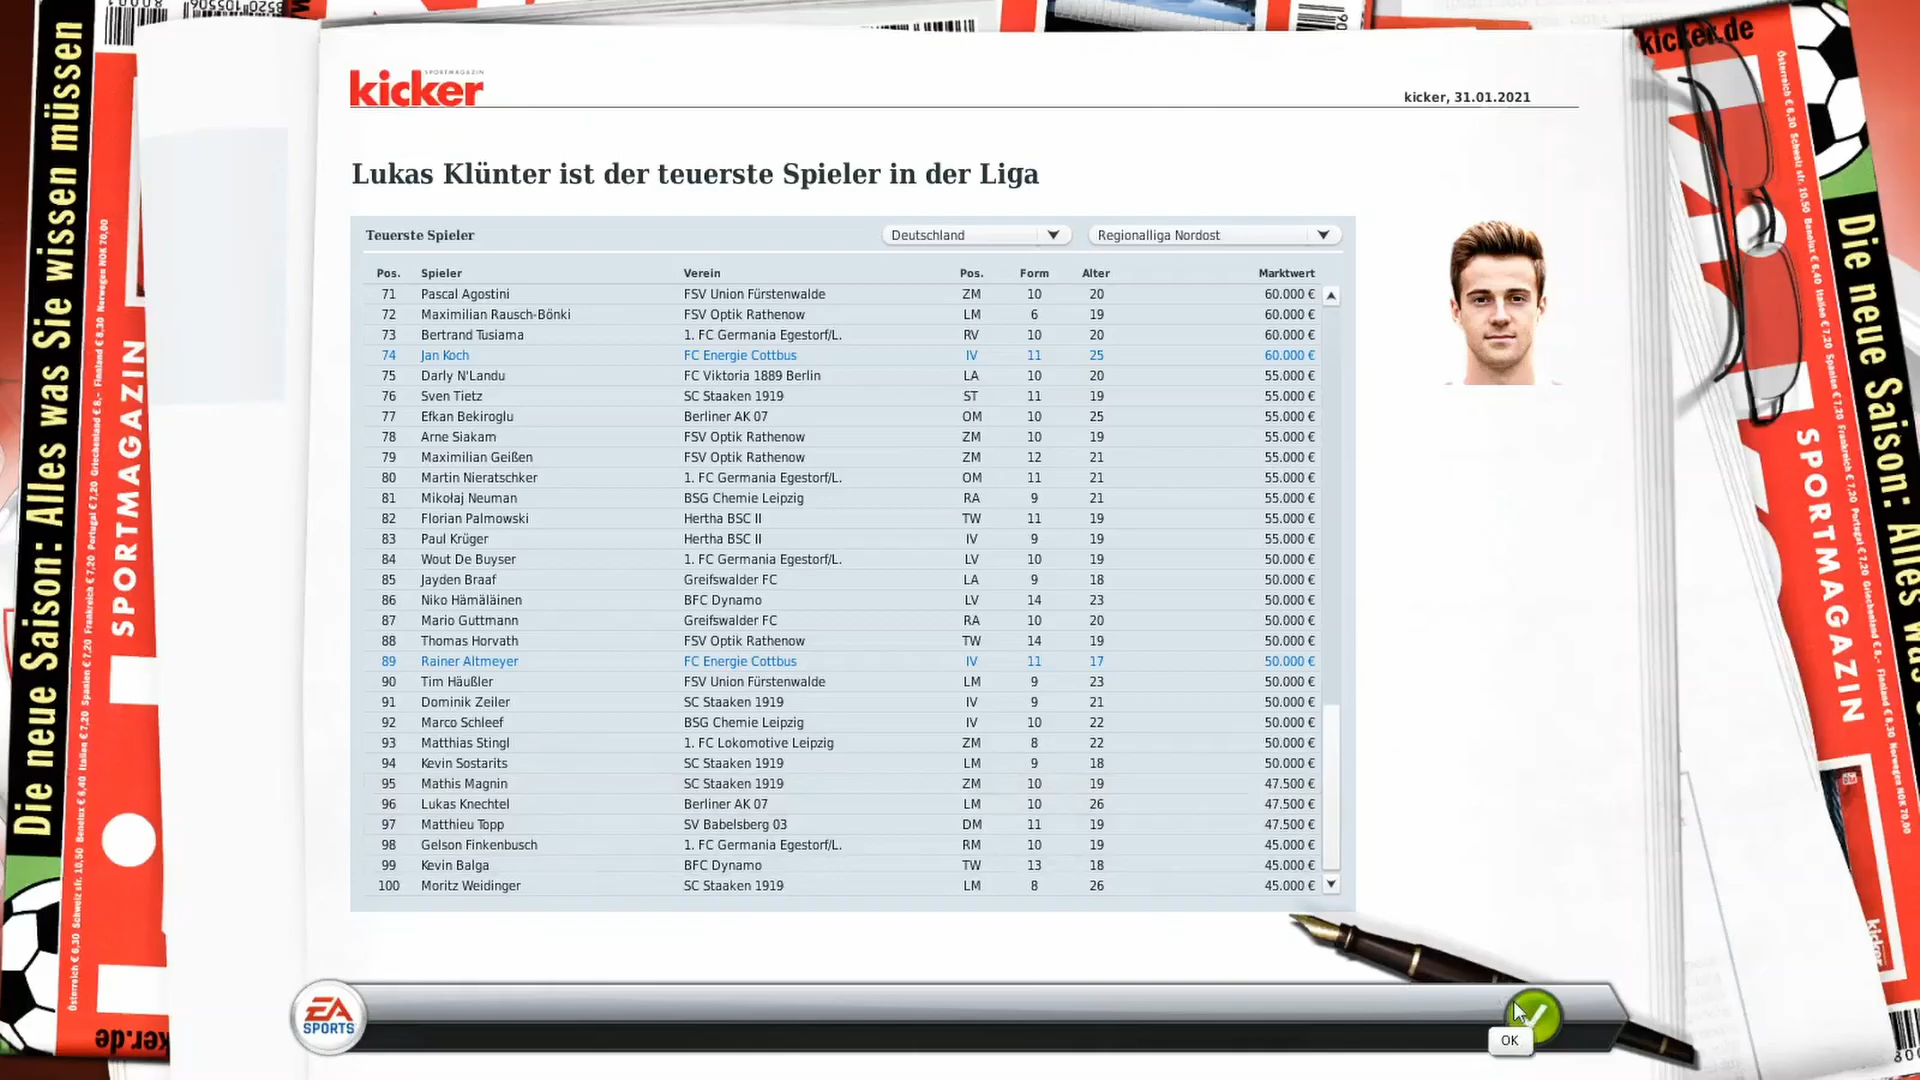 SPORTMAGAZIN
kicker
kicker, 31.01.2021
Lukas Klünter ist der teuerste Spieler in der Liga
Teuerste Spieler Deutschland Regionalliga Nordost
Pos. Spieler Verein Pos. Form Alter Marktwert
71 Pascal Agostini FSV Union Fürstenwalde ZM 10 20 60.000 €
72 Maximilian Rausch-Bönki FSV Optik Rathenow LM 6 19 60.000 €
73 Bertrand Tusiama 1. FC Germania Egestorf/L. RV 10 20 60.000 €
74 Jan Koch FC Energie Cottbus IV 11 25 60.000 €
75 Darly N'Landu FC Viktoria 1889 Berlin LA 10 20 55.000 €
76 Sven Tietz SC Staaken 1919 ST 11 19 55.000 €
77 Efkan Bekiroglu Berliner AK 07 OM 10 25 55.000 €
78 Arne Siakam FSV Optik Rathenow ZM 10 19 55.000 €
79 Maximilian Geißen FSV Optik Rathenow ZM 12 21 55.000 €
80 Martin Nieratschker 1. FC Germania Egestorf/L. OM 11 21 55.000 €
81 Mikołaj Neuman BSG Chemie Leipzig RA 9 21 55.000 €
82 Florian Palmowski Hertha BSC II TW 11 19 55.000 €
83 Paul Krüger Hertha BSC II IV 9 19 55.000 €
84 Wout De Buyser 1. FC Germania Egestorf/L. LV 10 19 50.000 €
85 Jayden Braaf Greifswalder FC LA 9 18 50.000 €
86 Niko Hämäläinen BFC Dynamo LV 14 23 50.000 €
87 Mario Guttmann Greifswalder FC RA 10 20 50.000 €
88 Thomas Horvath FSV Optik Rathenow TW 14 19 50.000 €
89 Rainer Altmeyer FC Energie Cottbus IV 11 17 50.000 €
90 Tim Häußler FSV Union Fürstenwalde LM 9 23 50.000 €
91 Dominik Zeiler SC Staaken 1919 IV 9 21 50.000 €
92 Marco Schleef BSG Chemie Leipzig IV 10 22 50.000 €
93 Matthias Stingl 1. FC Lokomotive Leipzig ZM 8 22 50.000 €
94 Kevin Sostarits SC Staaken 1919 LM 9 18 50.000 €
95 Mathis Magnin SC Staaken 1919 ZM 10 19 47.500 €
96 Lukas Knechtel Berliner AK 07 LM 10 26 47.500 €
97 Matthieu Topp SV Babelsberg 03 DM 11 19 47.500 €
98 Gelson Finkenbusch 1. FC Germania Egestorf/L. RM 10 19 45.000 €
99 Kevin Balga BFC Dynamo TW 13 18 45.000 €
100 Moritz Weidinger SC Staaken 1919 LM 8 26 45.000 €
EA
SPORTS
OK
Die neue Saison: Alles was Sie wissen müssen
SPORTMAGAZIN
kicker.de
Die neue Saison: Alles was
SPORTMAGAZIN
kicker